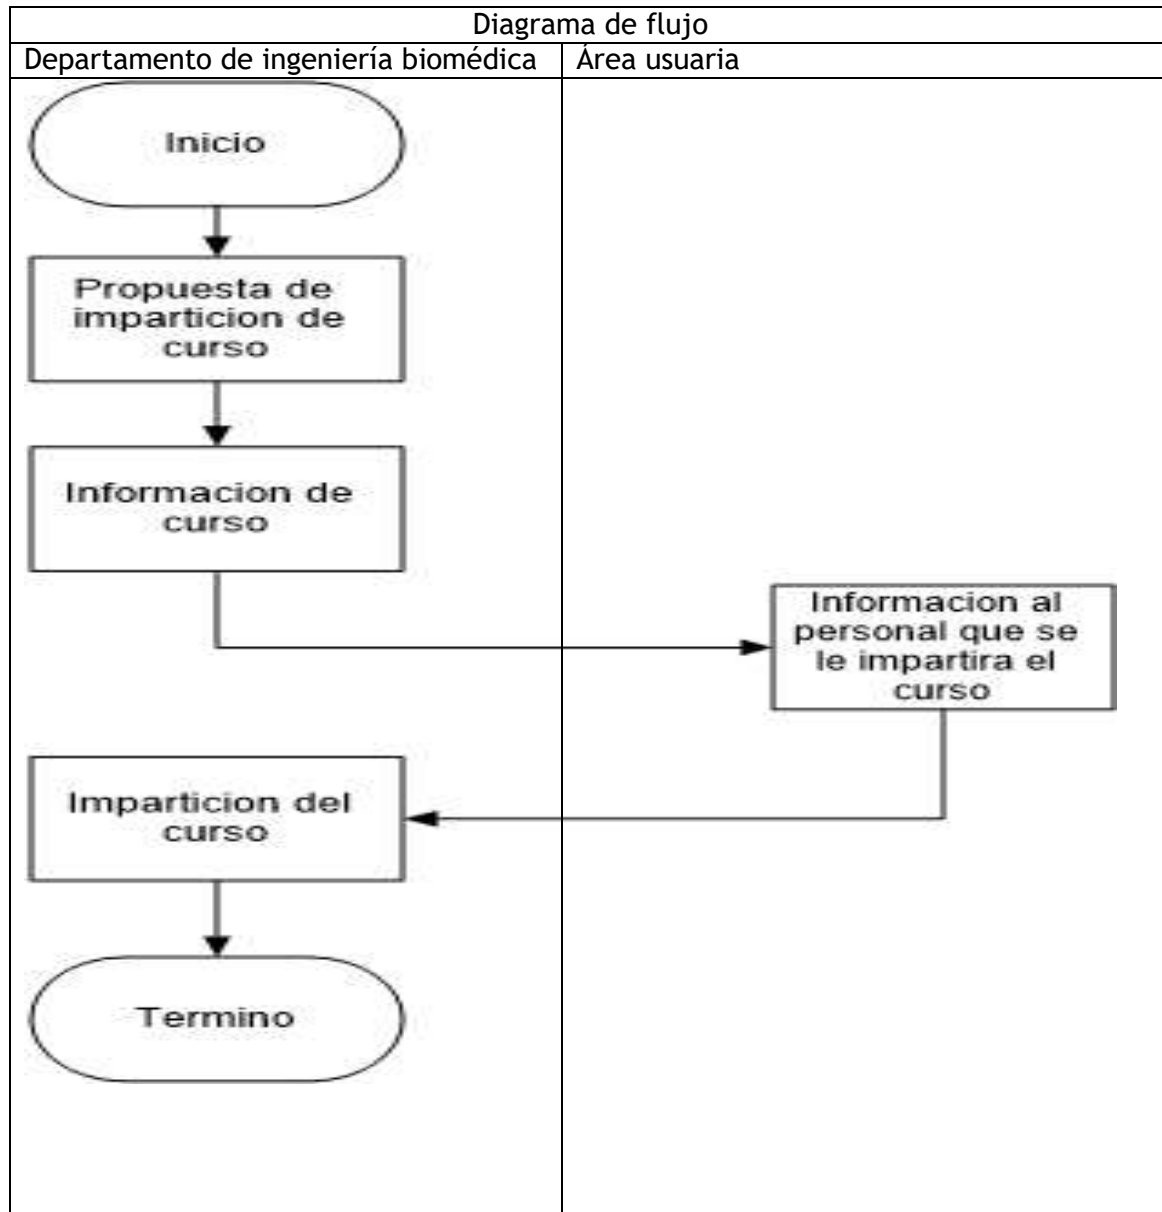 Diagrama de flujo
Departamento de ingeniería biomédica
Área usuaria
Inicio
Propuesta de
imparticion de
curso
Informacion de
curso
Informacion al
personal que se
le impartira el
curso
Imparticion del
curso
Termino